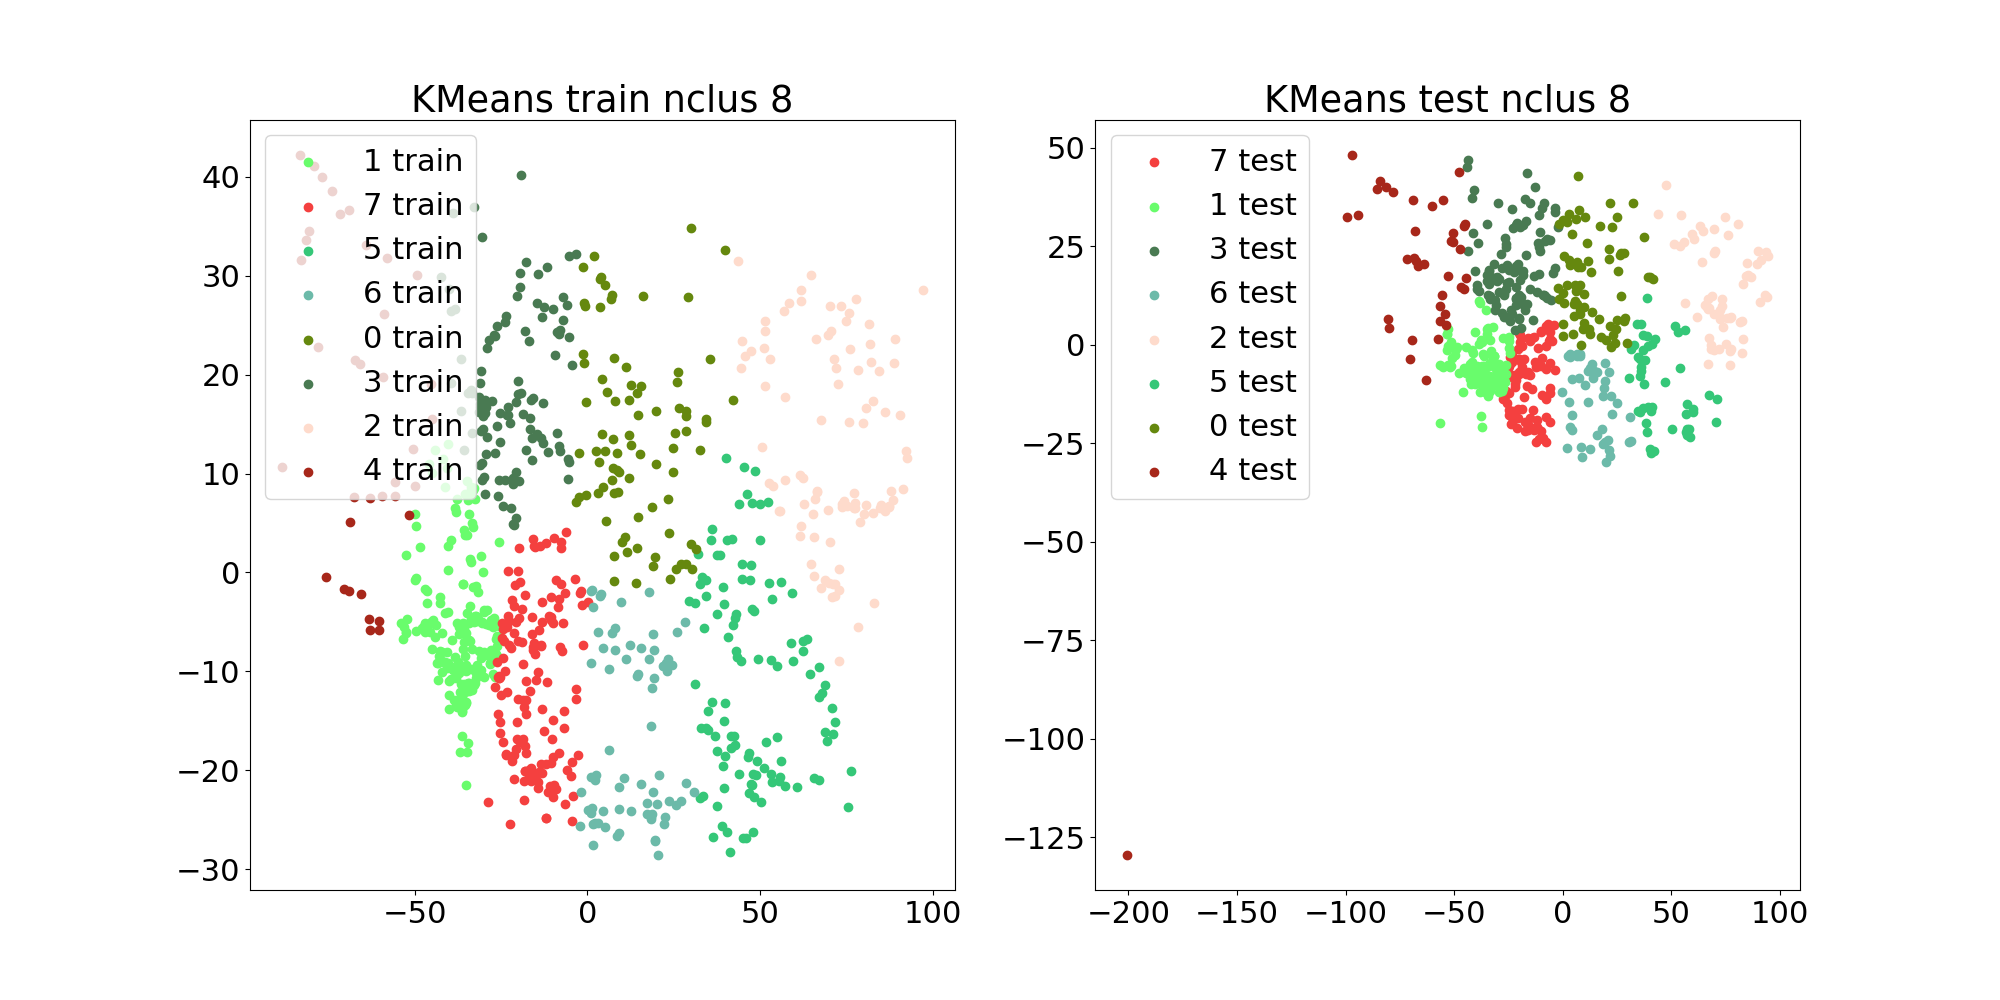 KMeans train nclus 8
1 train
7 train
5 train
6 train
0 train
3 train
2 train
4 train
40
30
20
10
0
−10
−20
−30
−50 0 50 100
KMeans test nclus 8
7 test
1 test
3 test
6 test
2 test
5 test
0 test
4 test
50
25
0
−25
−50
−75
−100
−125
−200 −150 −100 −50 0 50 100